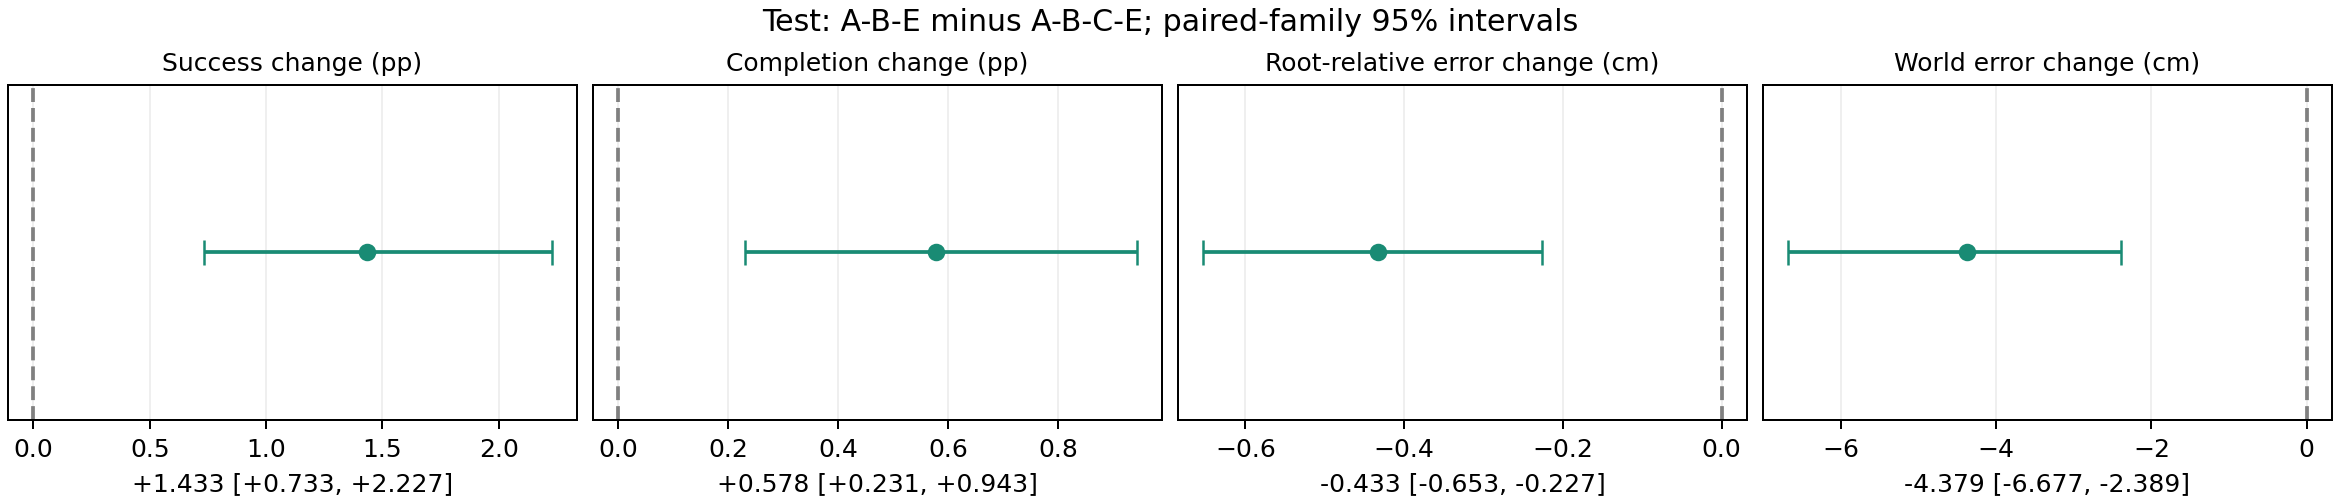 Test: A-B-E minus A-B-C-E; paired-family 95% intervals
Success change (pp)
0.0 0.5 1.0 1.5 2.0
+1.433 [+0.733, +2.227]
Completion change (pp)
0.0 0.2 0.4 0.6 0.8
+0.578 [+0.231, +0.943]
Root-relative error change (cm)
−0.6 −0.4 −0.2 0.0
-0.433 [-0.653, -0.227]
World error change (cm)
−6 −4 −2 0
-4.379 [-6.677, -2.389]